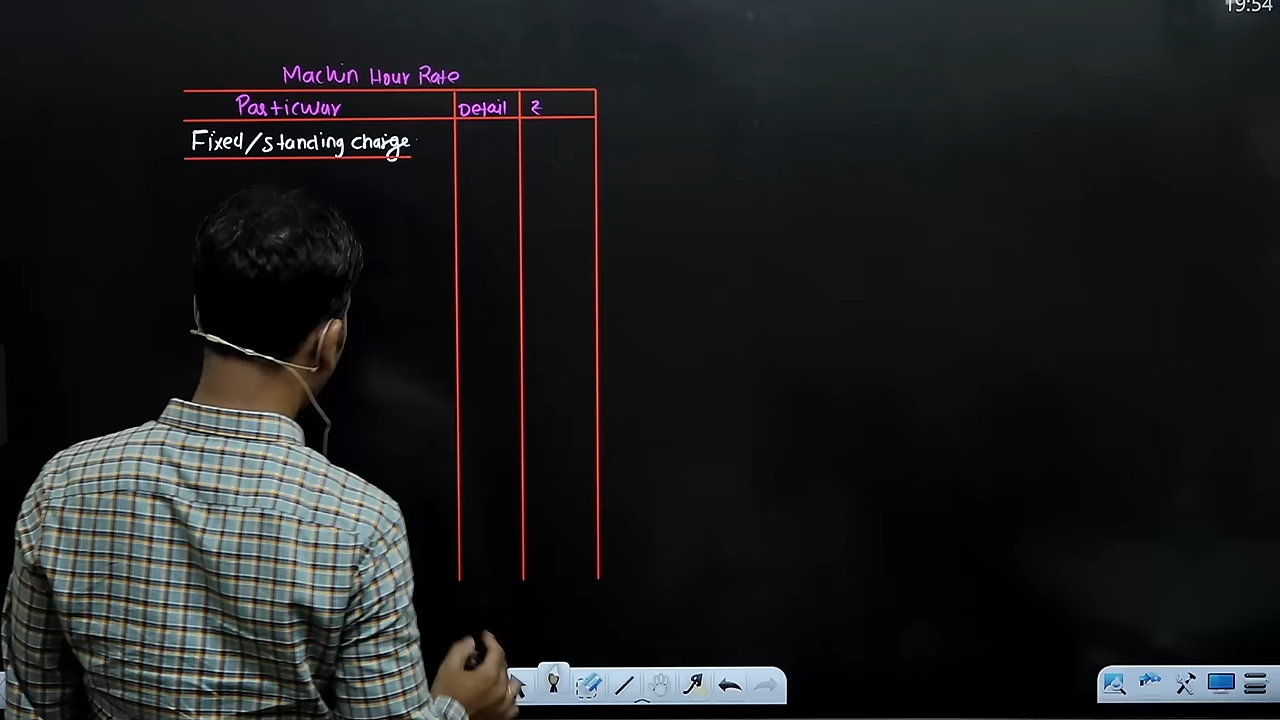 19:54
Machin Hour Rate
Particular Detail ₹
Fixed/standing charge